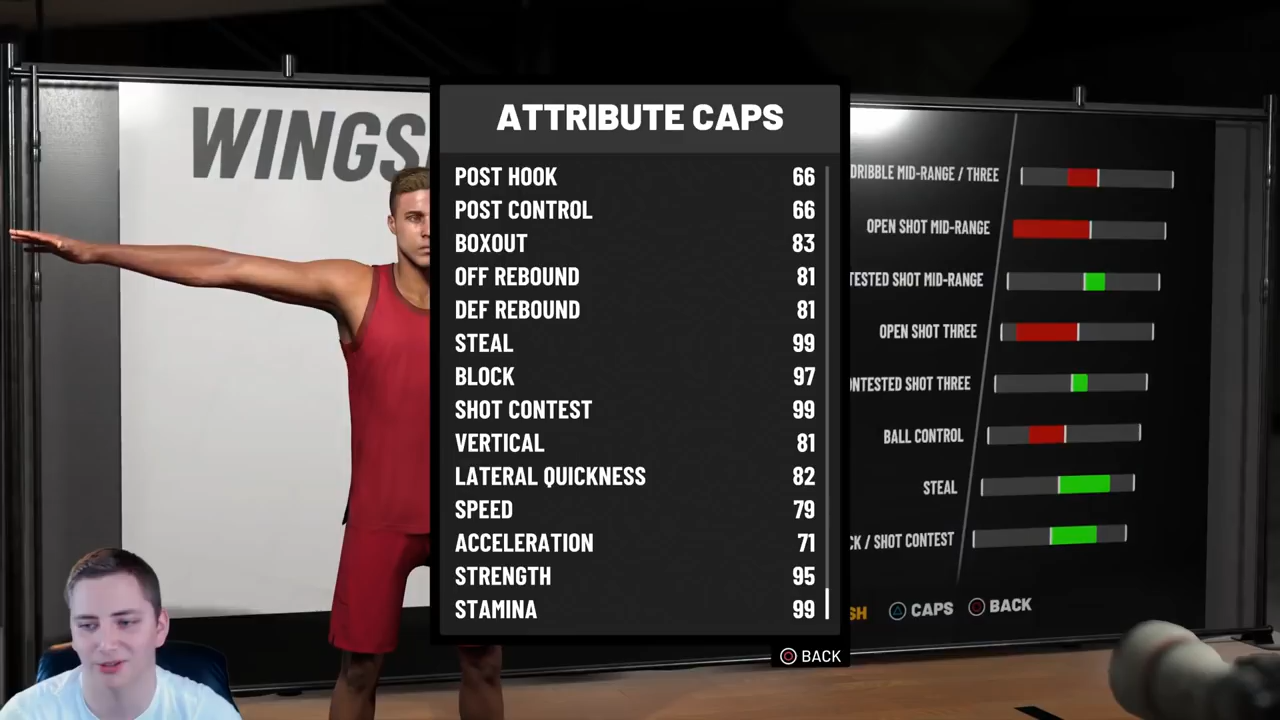 WINGS
ATTRIBUTE CAPS
POST HOOK 66
POST CONTROL 66
BOXOUT 83
OFF REBOUND 81
DEF REBOUND 81
STEAL 99
BLOCK 97
SHOT CONTEST 99
VERTICAL 81
LATERAL QUICKNESS 82
SPEED 79
ACCELERATION 71
STRENGTH 95
STAMINA 99
BACK
DRIBBLE MID-RANGE / THREE
OPEN SHOT MID-RANGE
TESTED SHOT MID-RANGE
OPEN SHOT THREE
ONTESTED SHOT THREE
BALL CONTROL
STEAL
CK / SHOT CONTEST
SH CAPS BACK